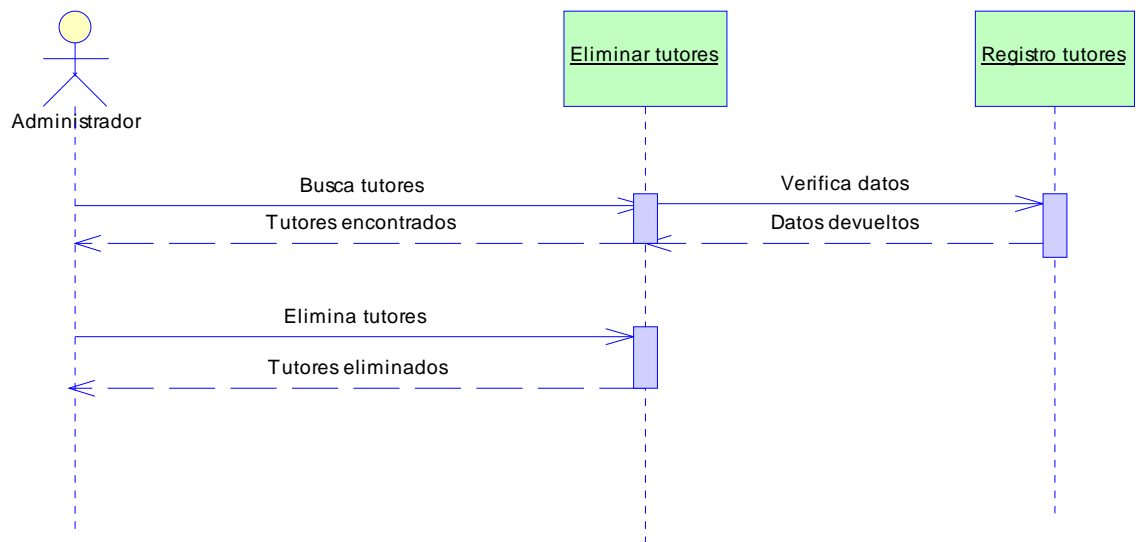 Eliminar tutores
Registro tutores
Administrador
Busca tutores
Verifica datos
Tutores encontrados
Datos devueltos
Elimina tutores
Tutores eliminados